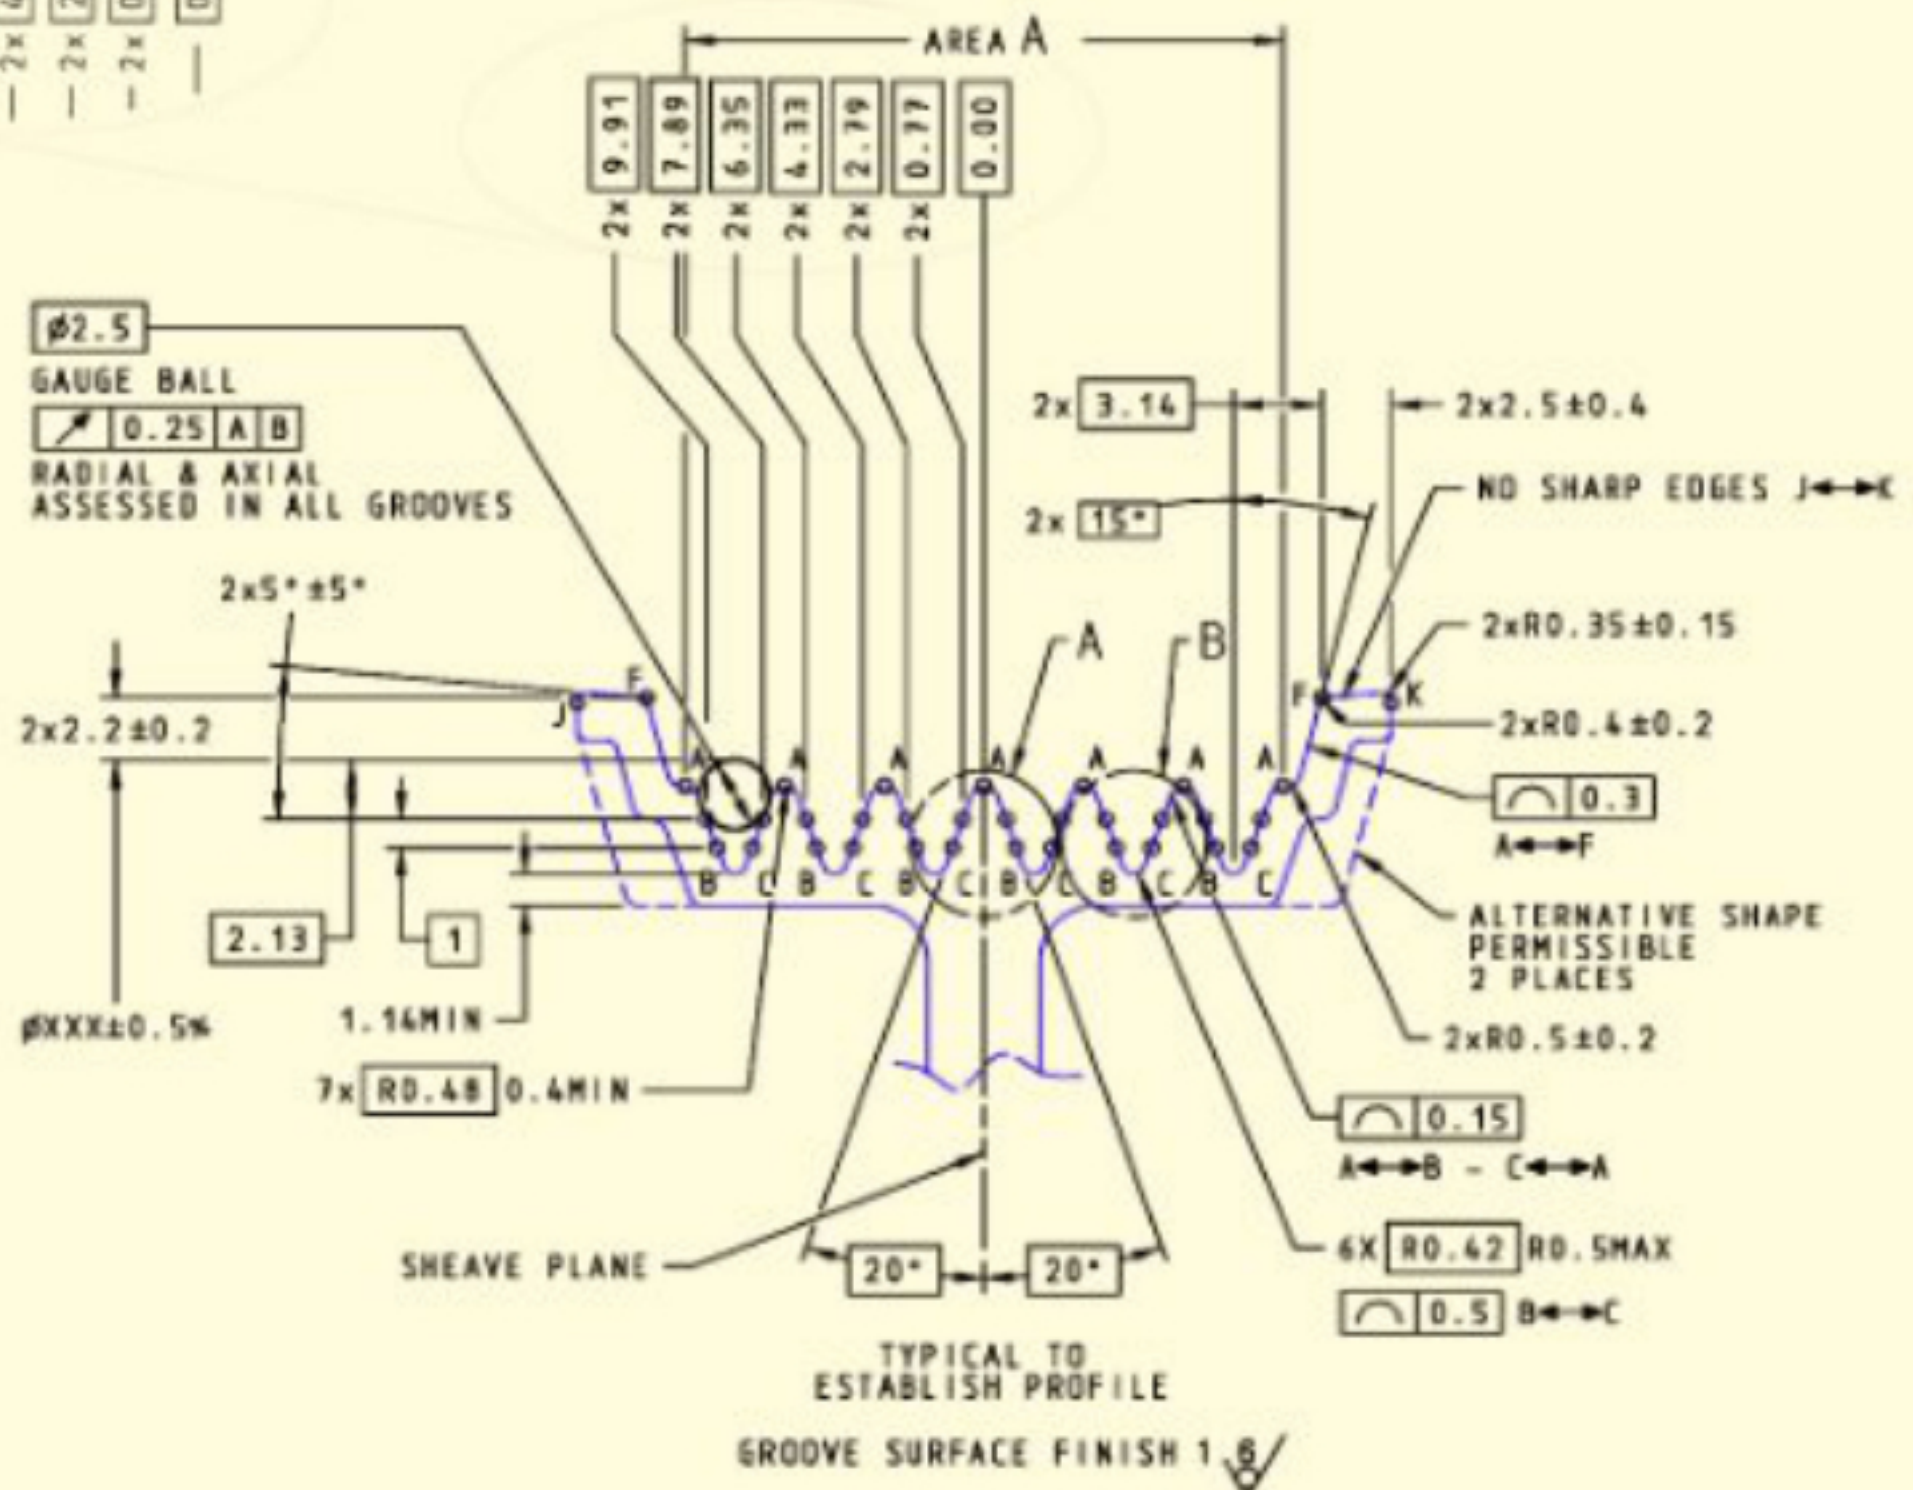 2x
2x
2x
AREA A
9.91
7.89
6.35
4.33
2.79
0.77
0.00
2x
2x
2x
2x
2x
2x
ø2.5
GAUGE BALL
0.25 A B
RADIAL & AXIAL
ASSESSED IN ALL GROOVES
2x 3.14
2x2.5±0.4
NO SHARP EDGES J K
2x 15°
2x5°±5°
2xR0.35±0.15
A
B
J
F
F
K
2x2.2±0.2
2xR0.4±0.2
A A A A A A A
0.3
A F
B C B C B C B C B C B C
2.13
1
ALTERNATIVE SHAPE
PERMISSIBLE
2 PLACES
øXXX±0.5%
1.14MIN
2xR0.5±0.2
7x R0.48 0.4MIN
0.15
A B - C A
SHEAVE PLANE
20° 20°
6X R0.42 R0.5MAX
0.5 B C
TYPICAL TO
ESTABLISH PROFILE
GROOVE SURFACE FINISH 1.6